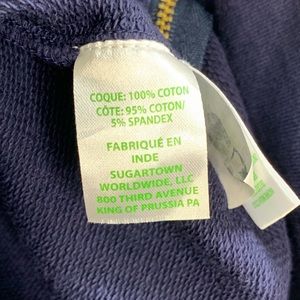 COQUE: 100% COTON
CÔTE: 95% COTON/
5% SPANDEX
FABRIQUÉ EN
INDE
SUGARTOWN
WORLDWIDE, LLC
800 THIRD AVENUE
KING OF PRUSSIA PA